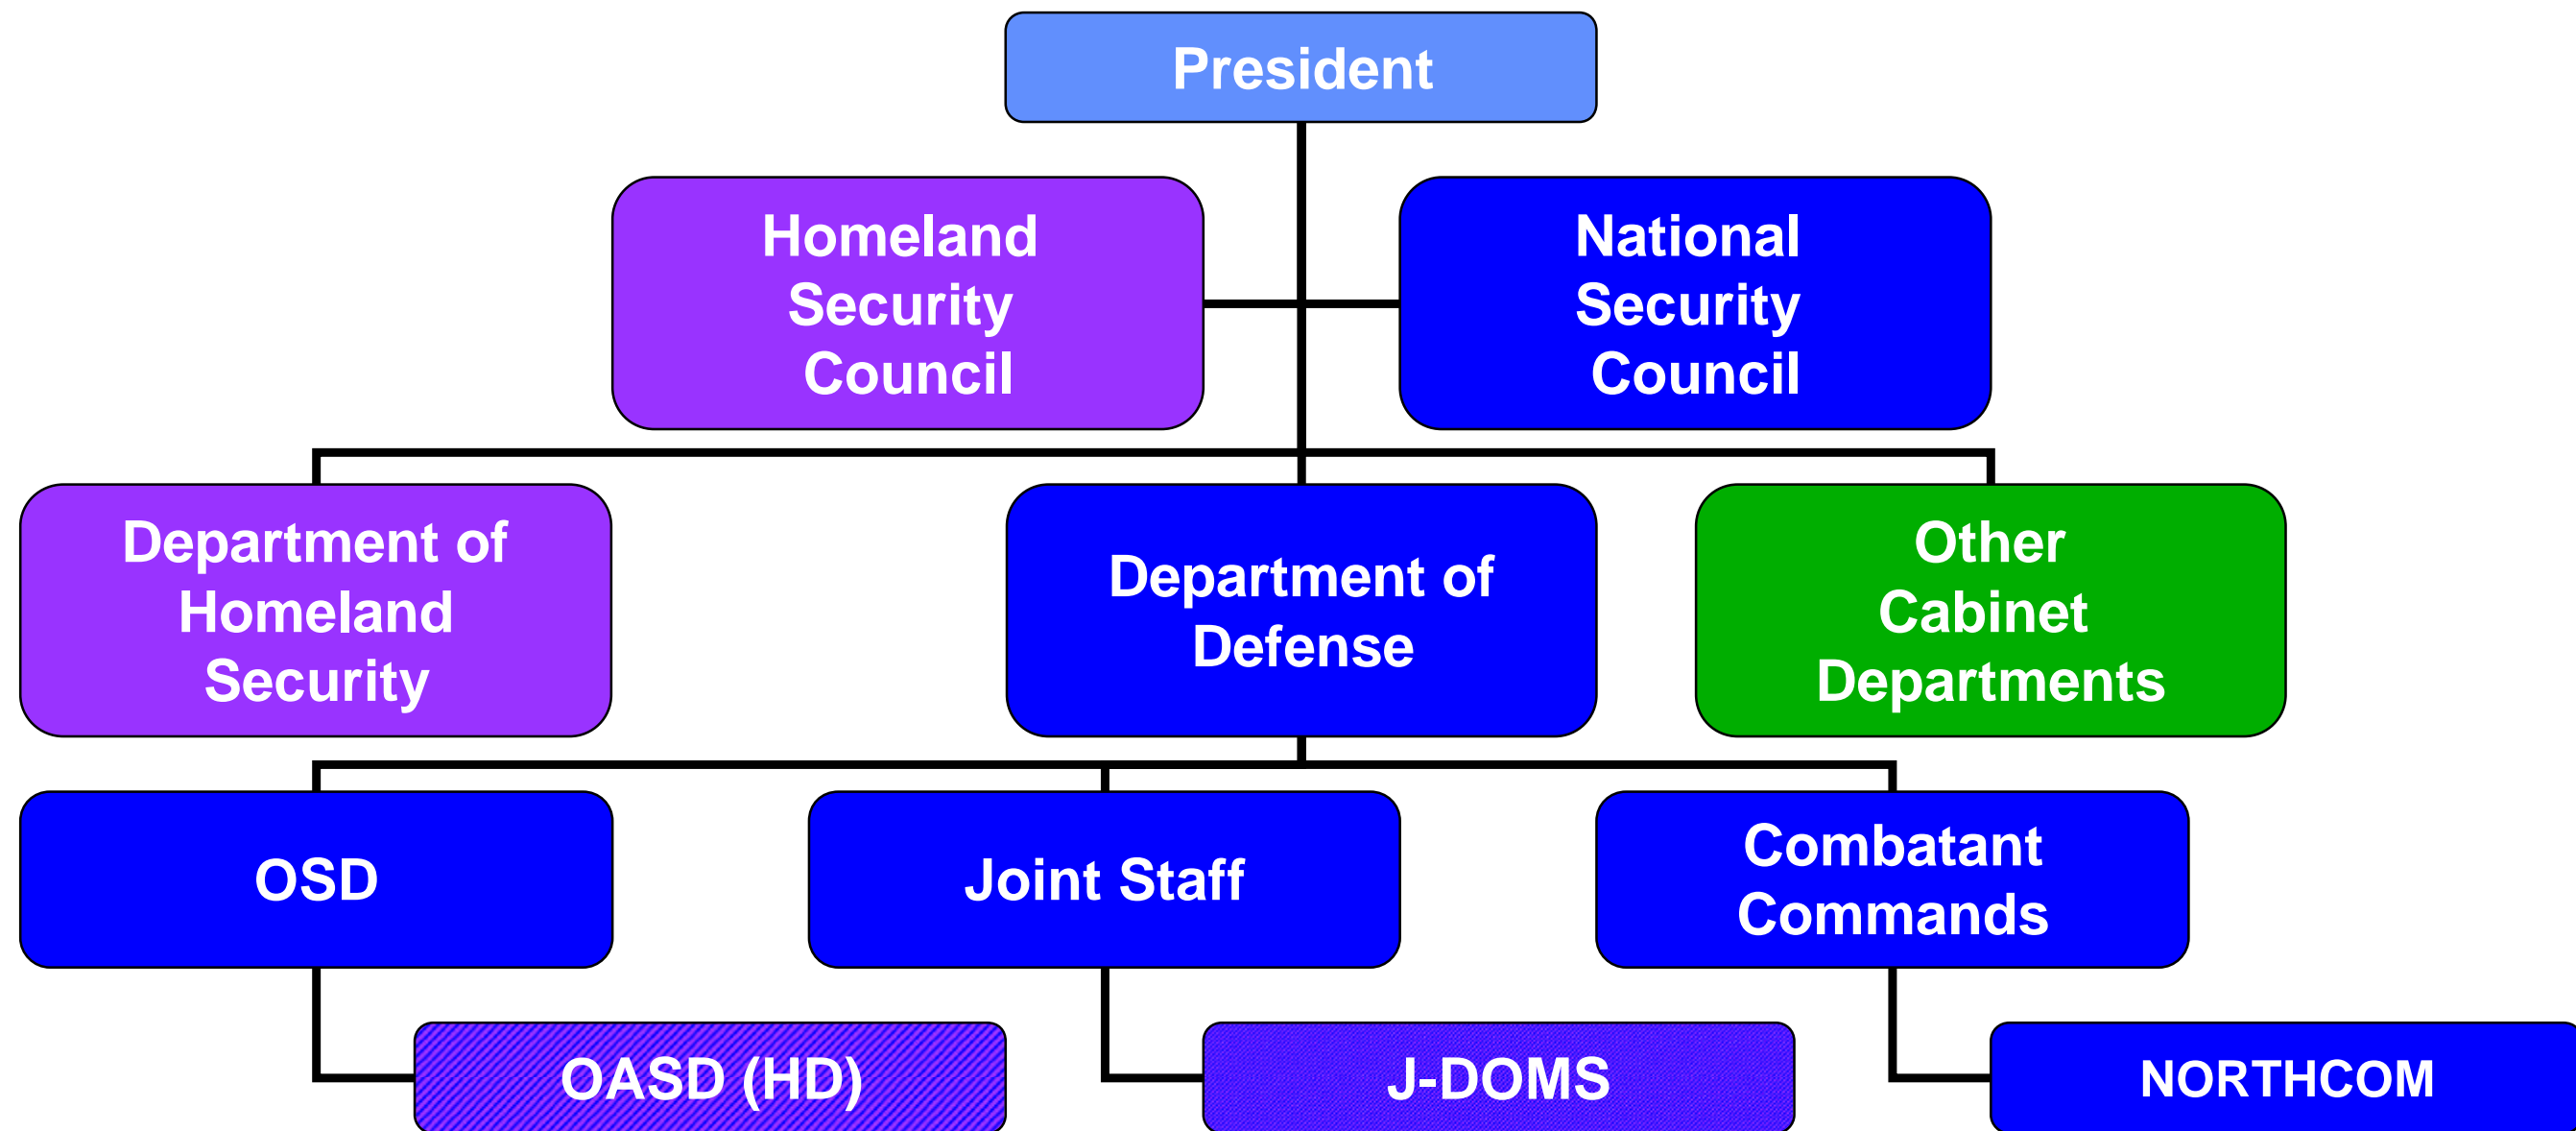 President
Homeland
Security
Council
National
Security
Council
Department of
Homeland
Security
Department of
Defense
Other
Cabinet
Departments
OSD
Joint Staff
Combatant
Commands
OASD (HD)
J-DOMS
NORTHCOM